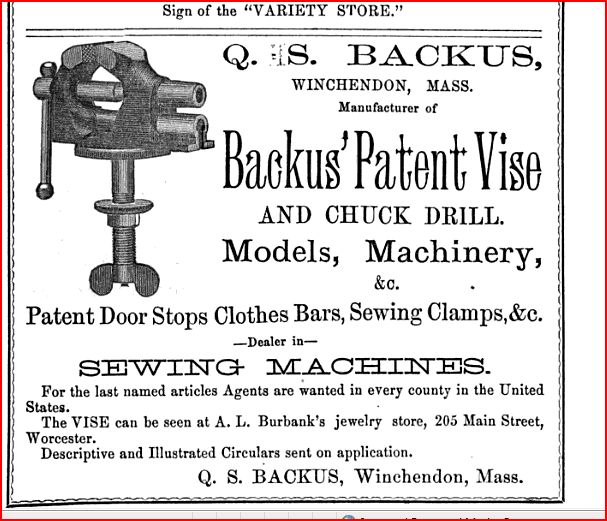 Sign of the "VARIETY STORE."
Q. S. BACKUS,
WINCHENDON, MASS.
Manufacturer of
Backus' Patent Vise
AND CHUCK DRILL.
Models, Machinery,
&c.
Patent Door Stops Clothes Bars, Sewing Clamps,&c.
—Dealer in—
SEWING MACHINES.
For the last named articles Agents are wanted in every county in the United
States.
The VISE can be seen at A. L. Burbank's jewelry store, 205 Main Street,
Worcester.
Descriptive and Illustrated Circulars sent on application.
Q. S. BACKUS, Winchendon, Mass.